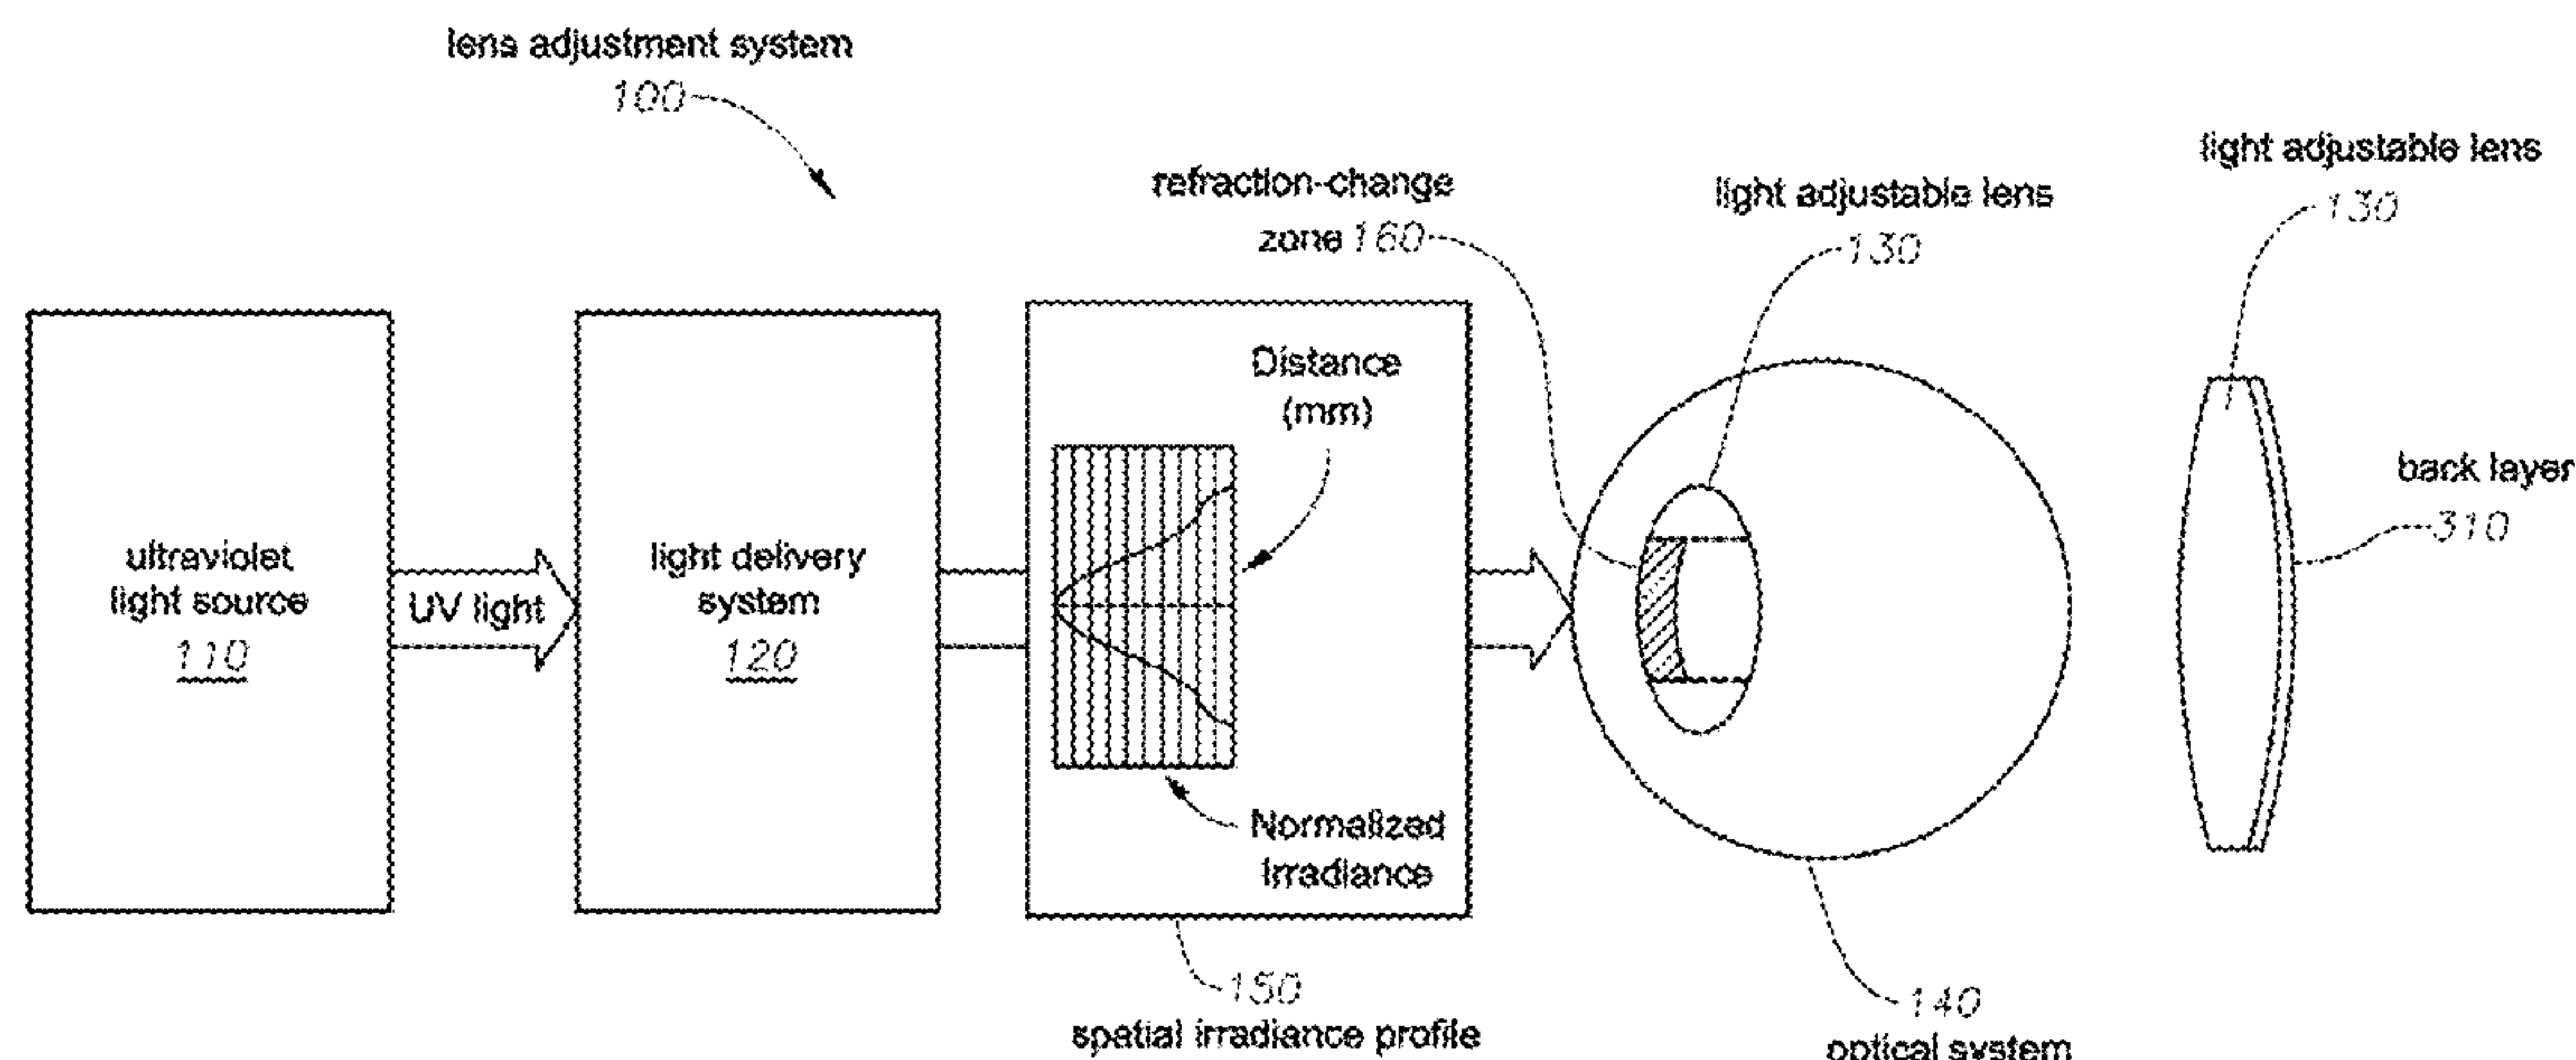 lens adjustment system
100
refraction-change
zone 160
light adjustable lens
130
light adjustable lens
130
back layer
310
ultraviolet
light source
110
UV light
light delivery
system
120
Distance
(mm)
Normalized
Irradiance
150
spatial irradiance profile
140
optical system